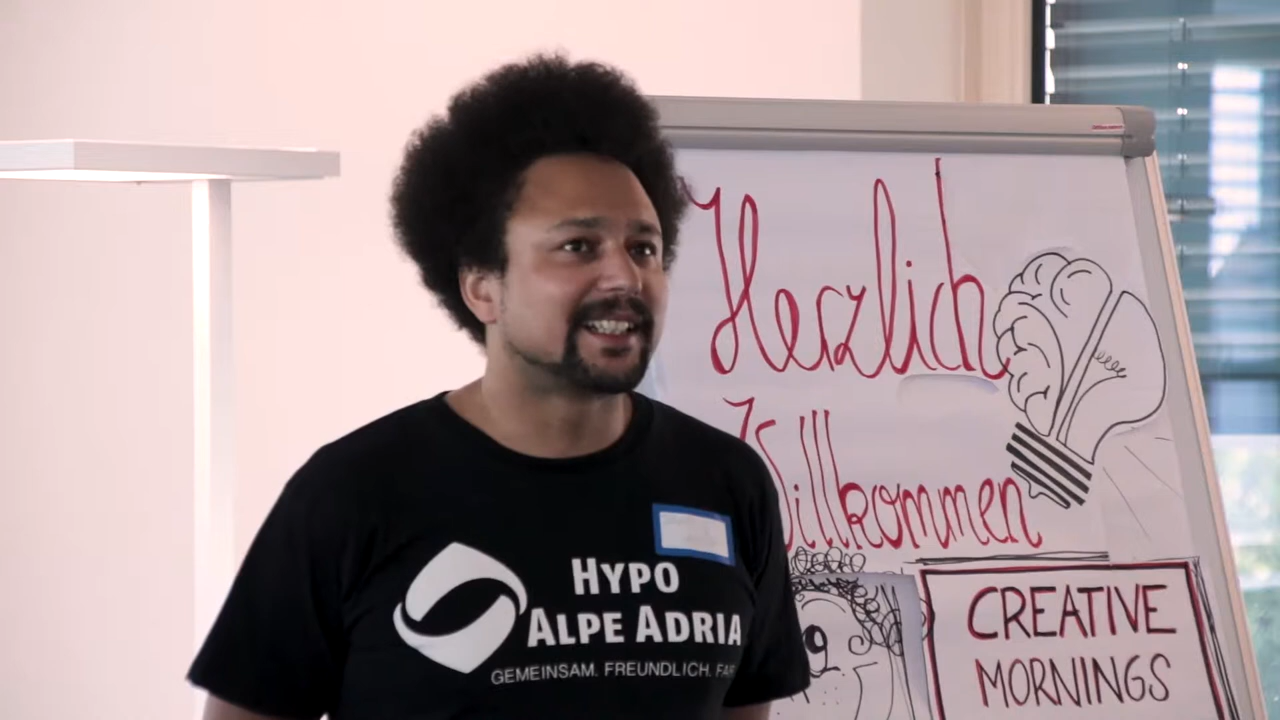 Herzlich
Willkommen
CREATIVE
MORNINGS
HYPO
ALPE ADRIA
GEMEINSAM. FREUNDLICH.